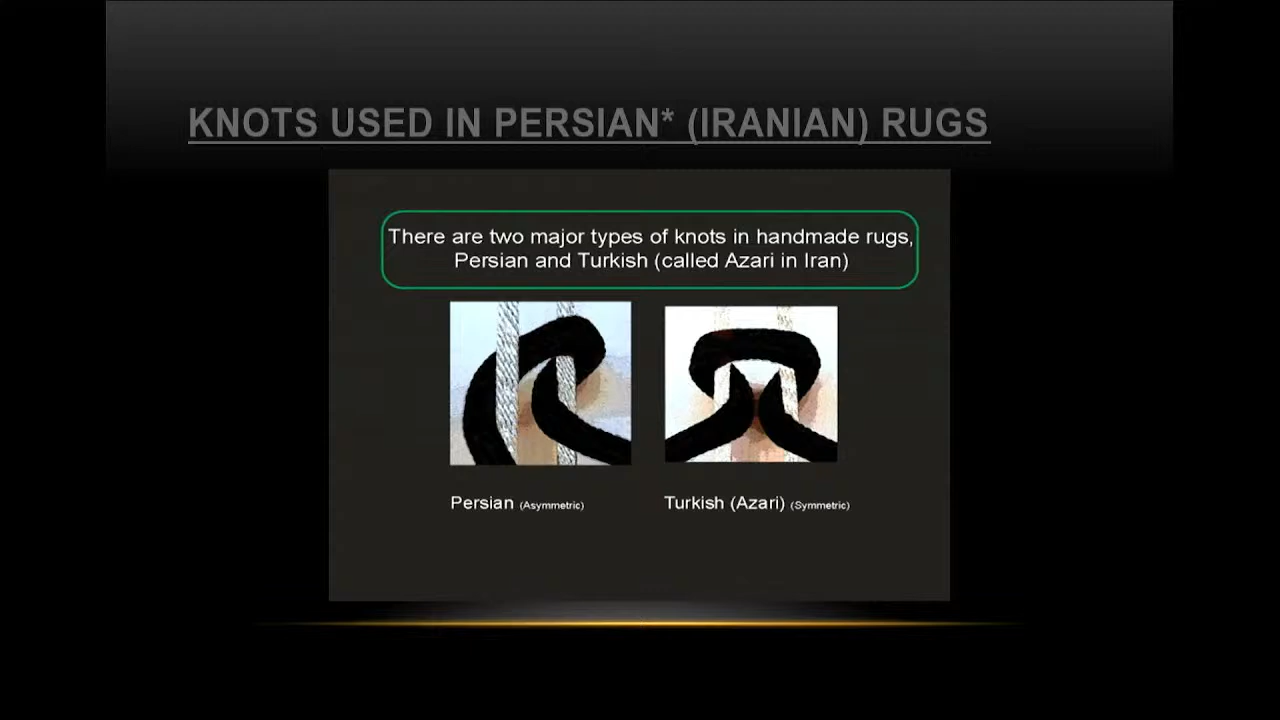 KNOTS USED IN PERSIAN* (IRANIAN) RUGS
There are two major types of knots in handmade rugs,
Persian and Turkish (called Azari in Iran)
Persian (Asymmetric)
Turkish (Azari) (Symmetric)